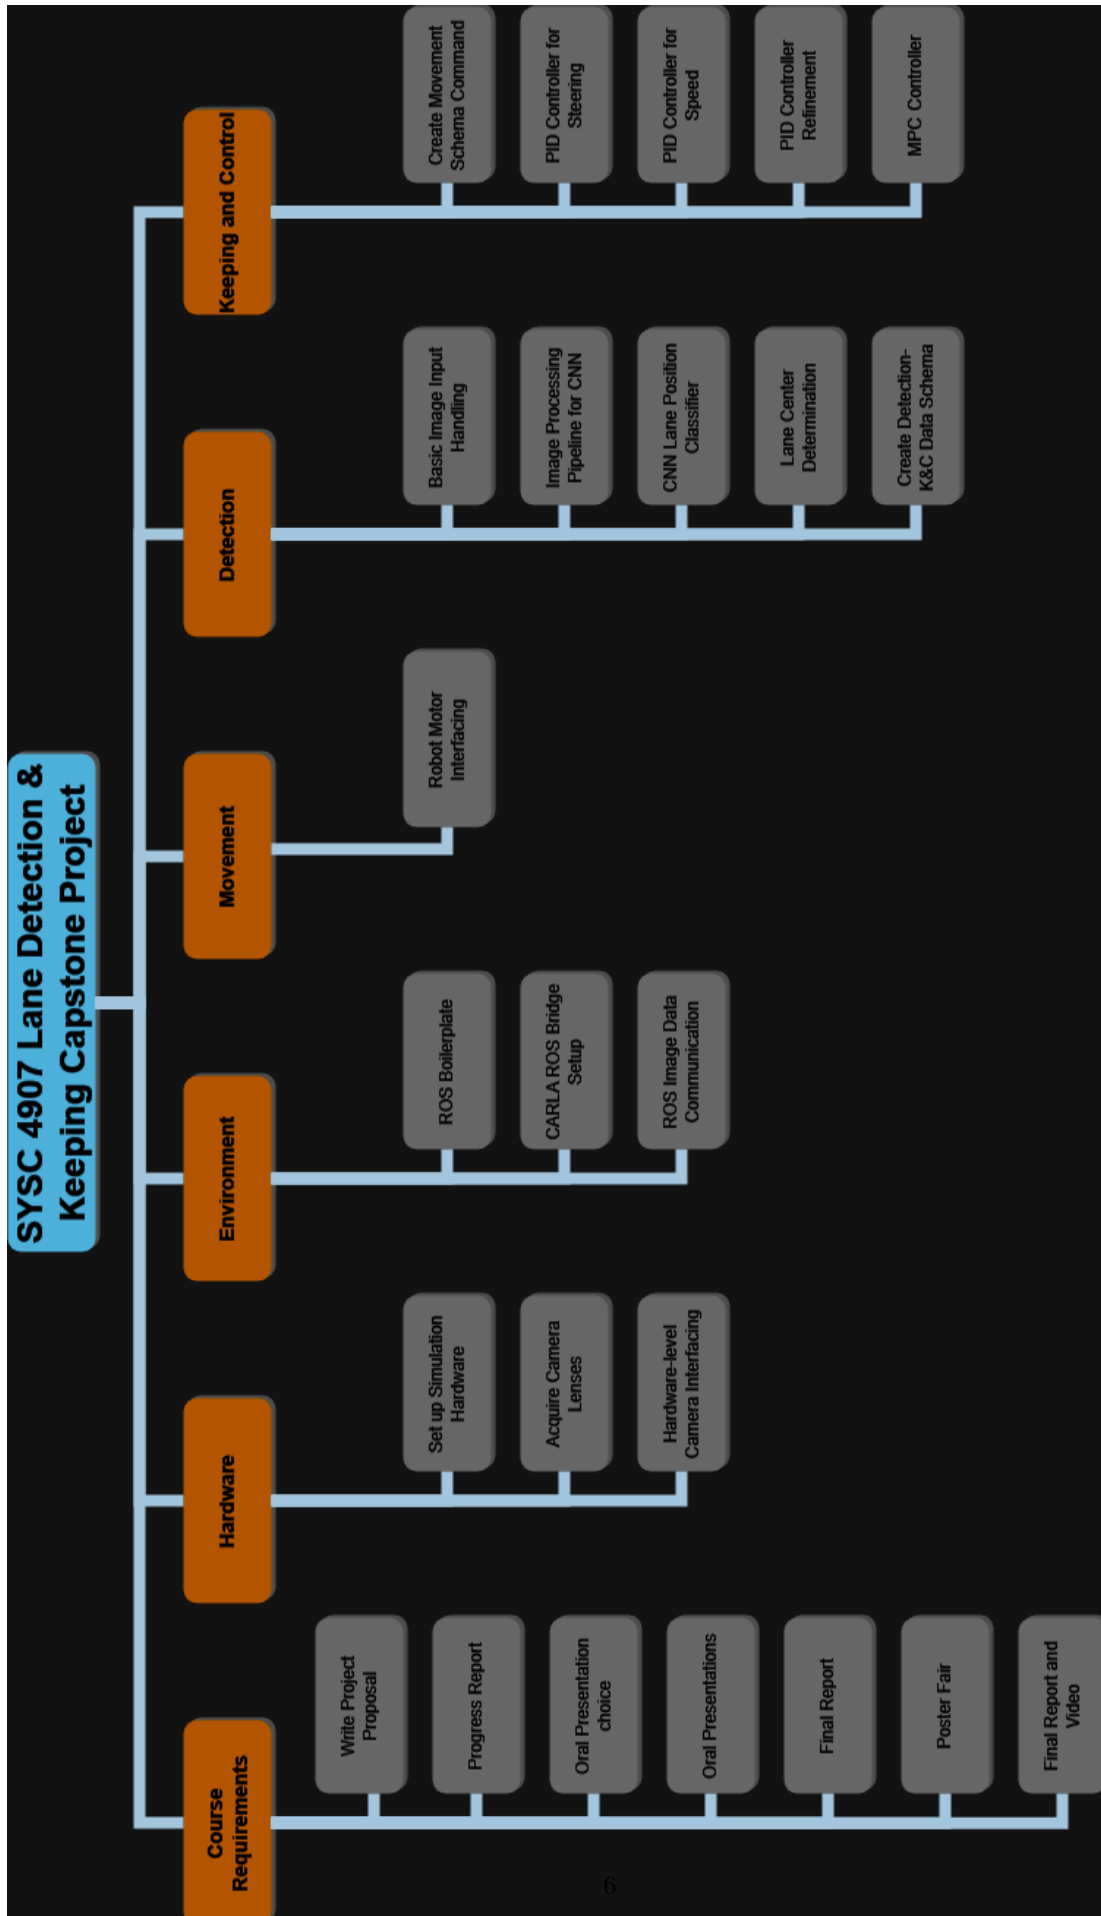 SYSC 4907 Lane Detection &
Keeping Capstone Project
Course
Requirements
Write Project
Proposal
Progress Report
Oral Presentation
choice
Oral Presentations
Final Report
Poster Fair
Final Report and
Video
Hardware
Set up Simulation
Hardware
Acquire Camera
Lenses
Hardware-level
Camera Interfacing
Environment
ROS Boilerplate
CARLA ROS Bridge
Setup
ROS Image Data
Communication
Movement
Robot Motor
Interfacing
Detection
Basic Image Input
Handling
Image Processing
Pipeline for CNN
CNN Lane Position
Classifier
Lane Center
Determination
Create Detection-
K&C Data Schema
Keeping and Control
Create Movement
Schema Command
PID Controller for
Steering
PID Controller for
Speed
PID Controller
Refinement
MPC Controller
6